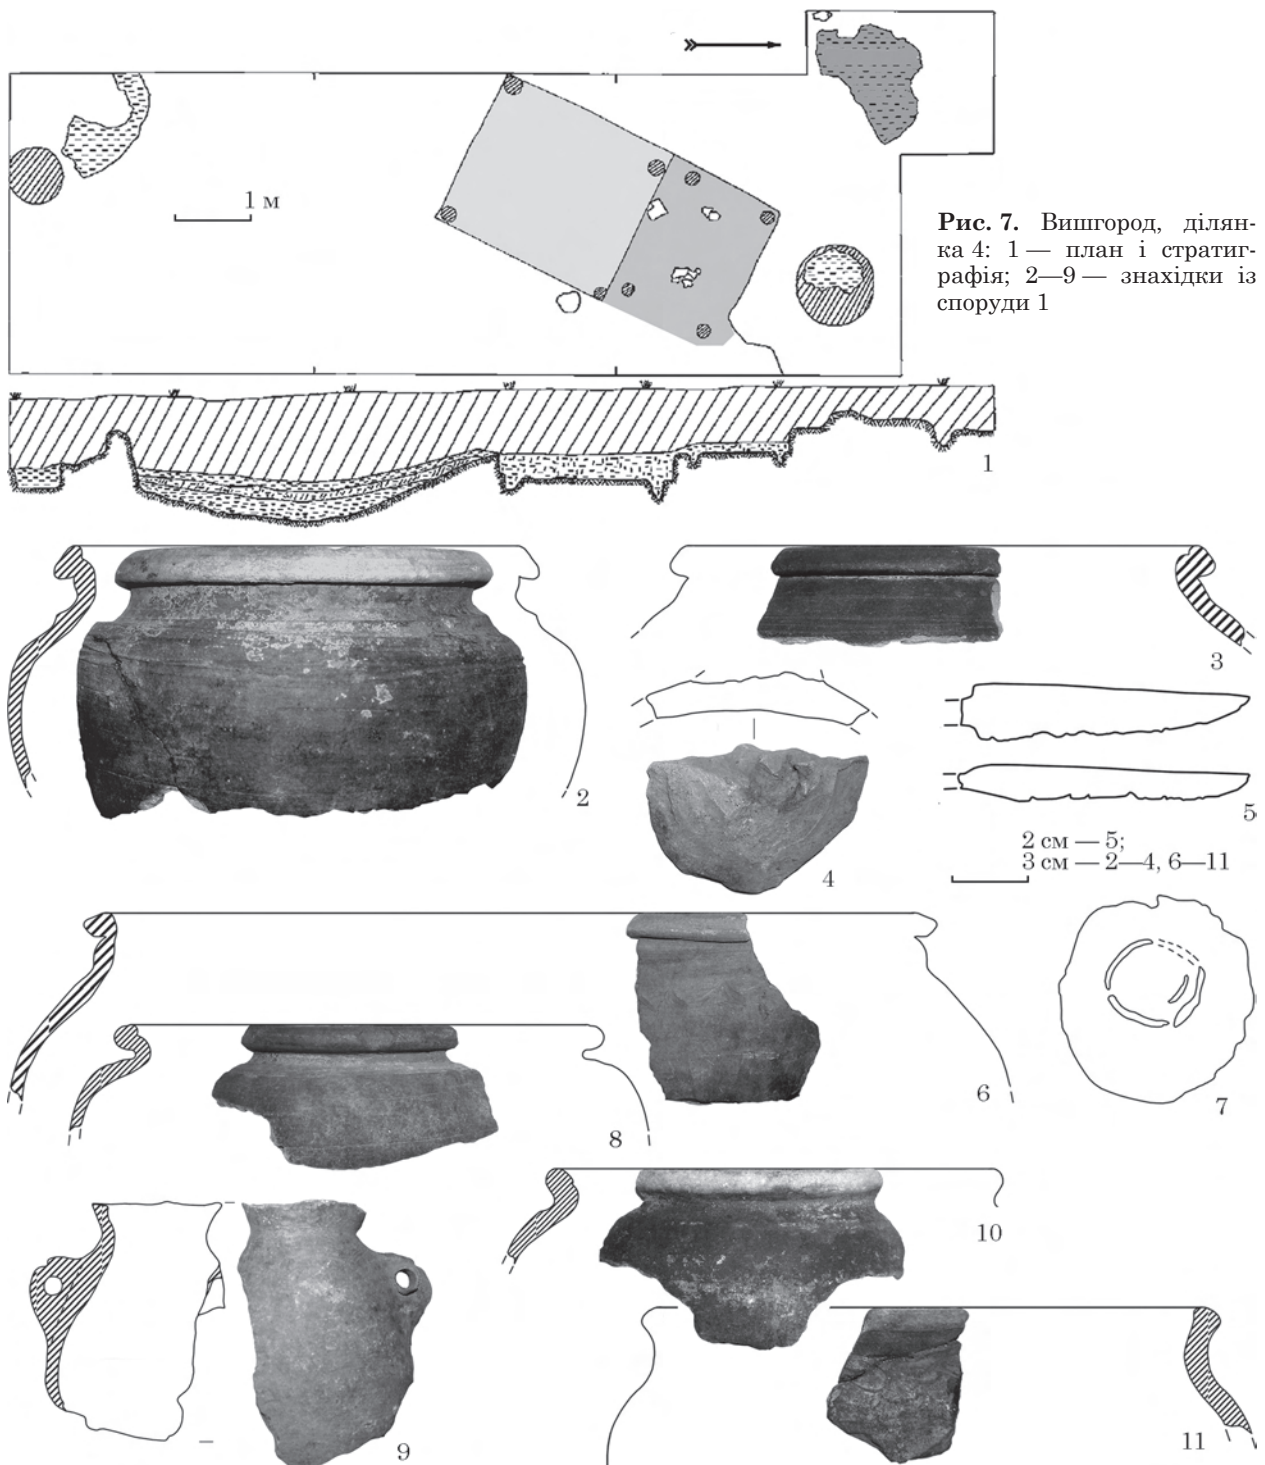 1 м
Рис. 7. Вишгород, ділян-
ка 4: 1 — план і стратиг-
рафія; 2—9 — знахідки із
споруди 1
1
2
3
4
5
2 см — 5;
3 см — 2—4, 6—11
6
7
8
9
10
11